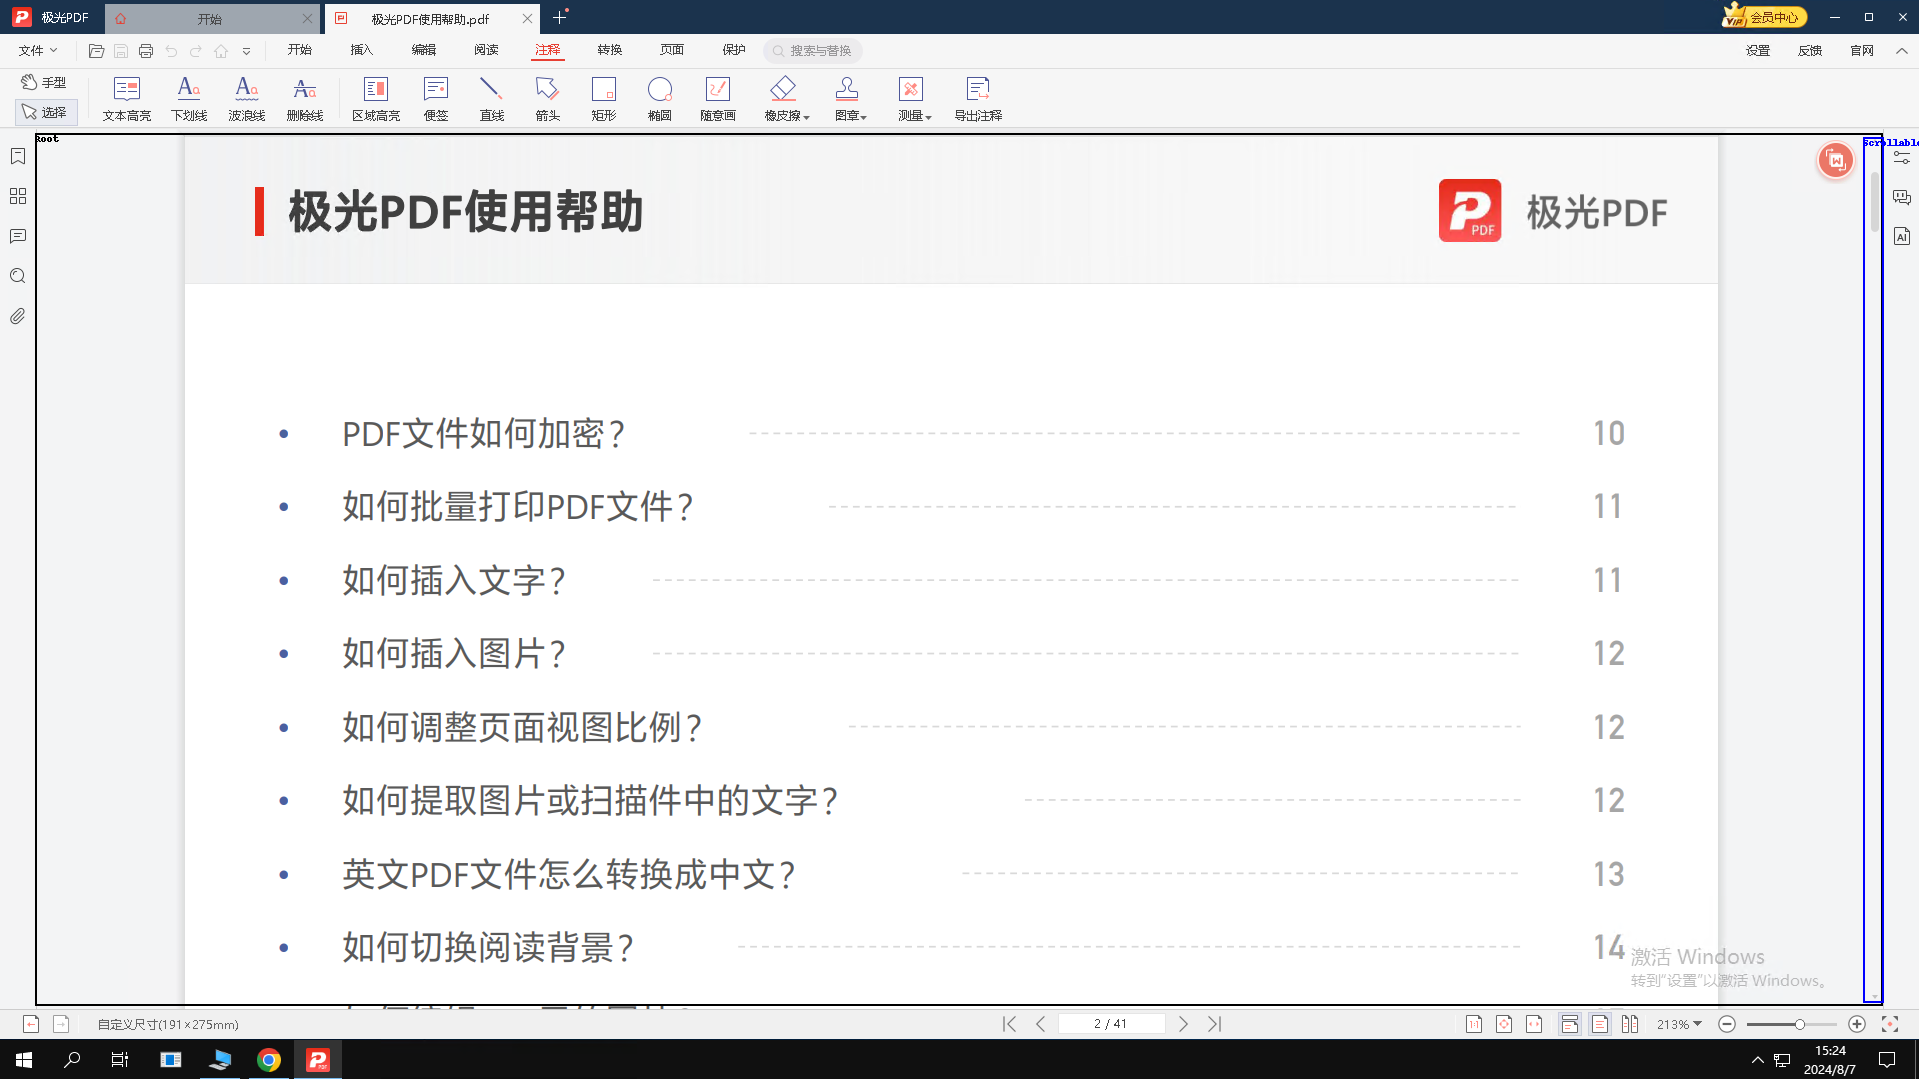 极光PDF
开始
极光PDF使用帮助.pdf
会员中心
文件
开始
插入
编辑
阅读
注释
转换
页面
保护
搜索与替换
设置
反馈
官网
手型
选择
文本高亮
下划线
波浪线
删除线
区域高亮
便签
直线
箭头
矩形
椭圆
随意画
橡皮擦
图章
测量
导出注释
Root
Scrollable
极光PDF使用帮助
极光PDF
PDF文件如何加密？ 10
如何批量打印PDF文件？ 11
如何插入文字？ 11
如何插入图片？ 12
如何调整页面视图比例？ 12
如何提取图片或扫描件中的文字？ 12
英文PDF文件怎么转换成中文？ 13
如何切换阅读背景？ 14
激活 Windows
转到“设置”以激活 Windows。
自定义尺寸(191×275mm)
2 / 41
213%
15:24
2024/8/7